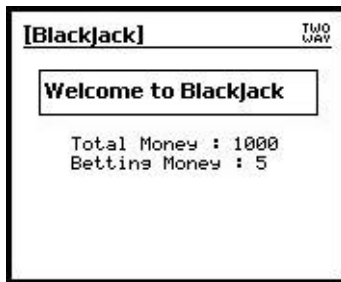 [BlackJack]
TWO
WAY
Welcome to BlackJack
Total Money : 1000
Betting Money : 5